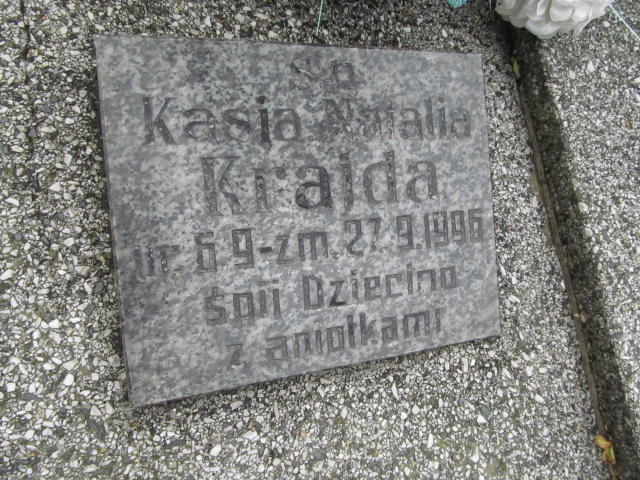 Ś.p.
Kasia Natalia
Krajda
ur. 6.9-zm. 27.9.1996
śpij Dziecino
z aniołkami